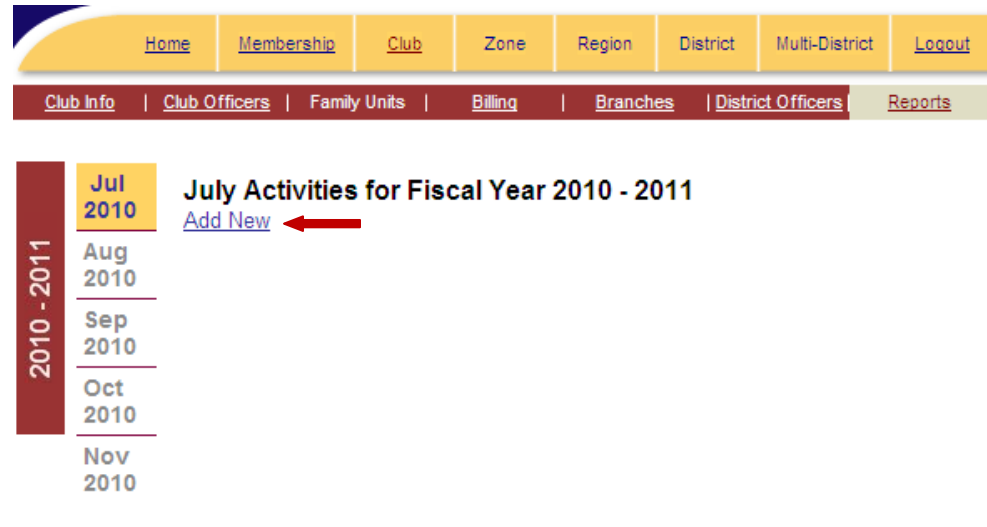 Home Membership Club Zone Region District Multi-District Logout
Club Info | Club Officers | Family Units | Billing | Branches | District Officers | Reports
2010 - 2011
Jul
2010
Aug
2010
Sep
2010
Oct
2010
Nov
2010
July Activities for Fiscal Year 2010 - 2011
Add New